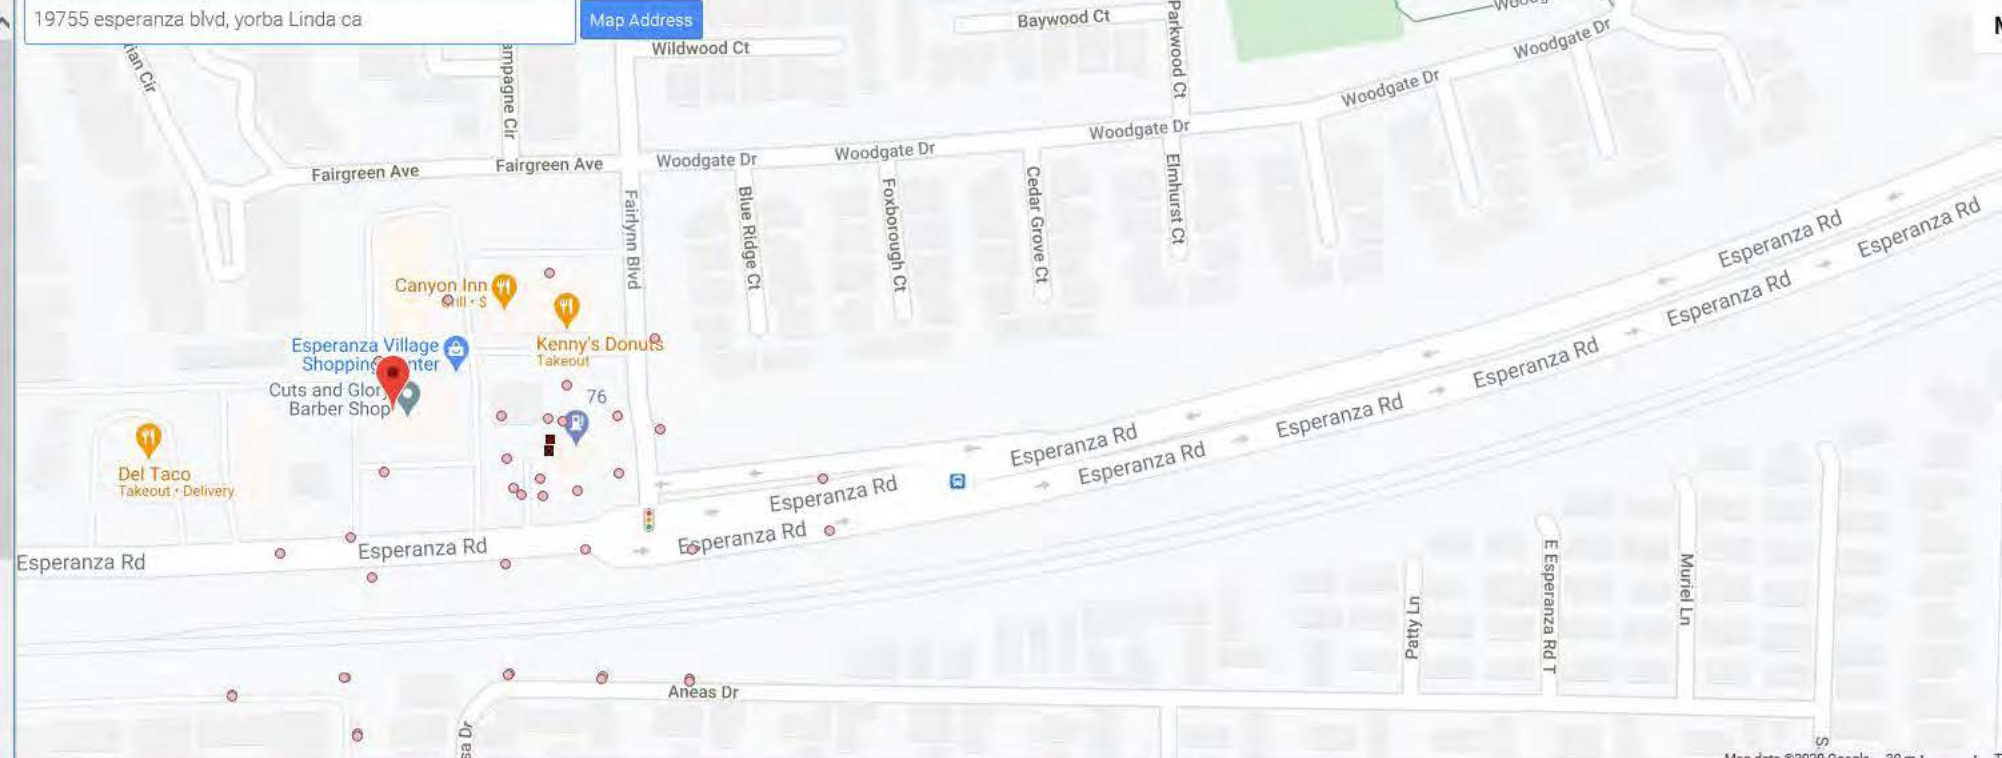 19755 esperanza blvd, yorba Linda ca
Map Address
Wildwood Ct
Baywood Ct
Parkwood Ct
Woodgate Dr
Woodgate Dr
Woodgate Dr
Woodgate Dr
Woodgate Dr
Fairgreen Ave
Fairgreen Ave
Fairlynn Blvd
Blue Ridge Ct
Foxborough Ct
Cedar Grove Ct
Elmhurst Ct
Canyon Inn
Kenny's Donuts
Takeout
Esperanza Village
Shopping
Cuts and Glor
Barber Shop
76
Del Taco
Takeout • Delivery
Esperanza Rd
Esperanza Rd
Esperanza Rd
Esperanza Rd
Esperanza Rd
Esperanza Rd
Esperanza Rd
Esperanza Rd
Esperanza Rd
Esperanza Rd
Esperanza Rd
Esperanza Rd
Aneas Dr
Patty Ln
E Esperanza Rd T
Muriel Ln